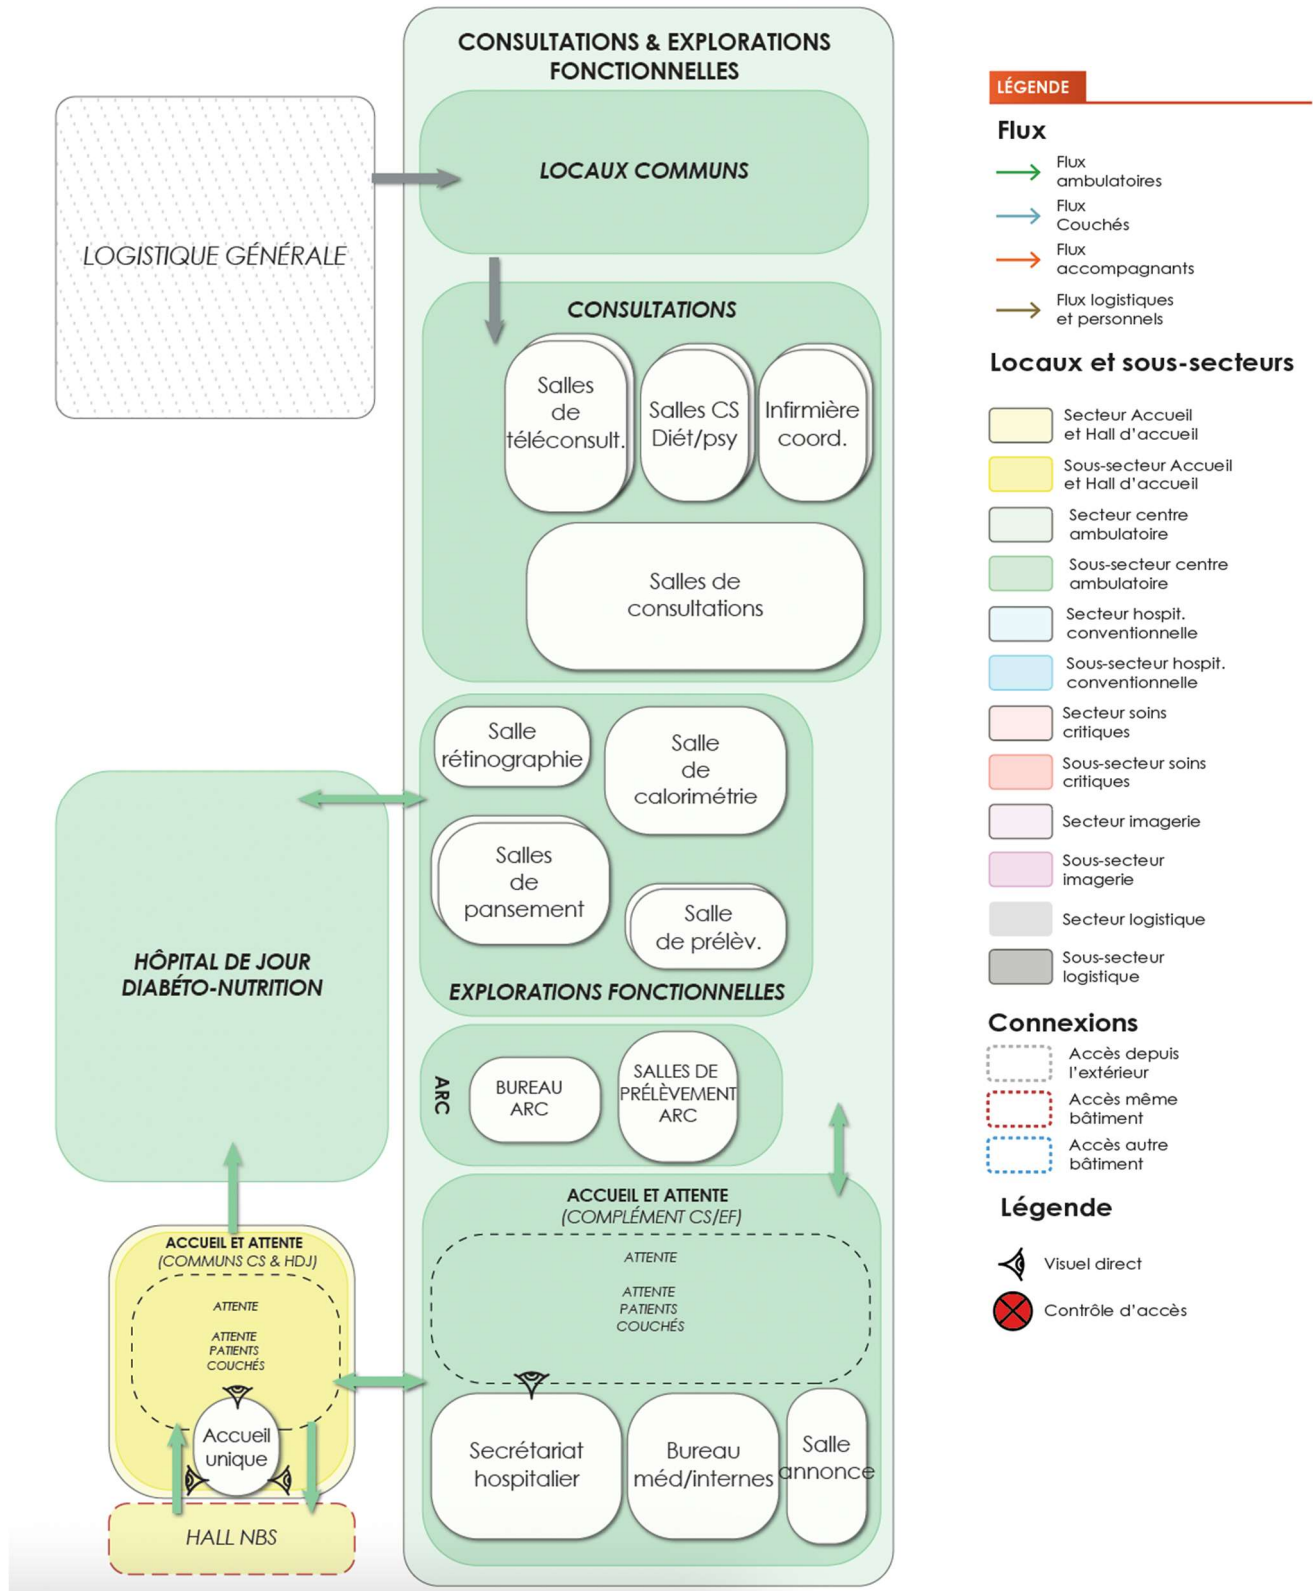 CONSULTATIONS & EXPLORATIONS
FONCTIONNELLES
LOCAUX COMMUNS
LOGISTIQUE GÉNÉRALE
CONSULTATIONS
Salles
de
téléconsult.
Salles CS
Diét/psy
Infirmière
coord.
Salles de
consultations
Salle
rétinographie
Salle
de
calorimétrie
Salles
de
pansement
Salle
de prélèv.
EXPLORATIONS FONCTIONNELLES
HÔPITAL DE JOUR
DIABÉTO-NUTRITION
ARC
BUREAU
ARC
SALLES DE
PRÉLÈVEMENT
ARC
ACCUEIL ET ATTENTE
(COMPLÉMENT CS/EF)
ATTENTE
ATTENTE
PATIENTS
COUCHÉS
Secrétariat
hospitalier
Bureau
méd/internes
Salle
annonce
ACCUEIL ET ATTENTE
(COMMUNS CS & HDJ)
ATTENTE
ATTENTE
PATIENTS
COUCHÉS
Accueil
unique
HALL NBS
LÉGENDE
Flux
Flux
ambulatoires
Flux
Couchés
Flux
accompagnants
Flux logistiques
et personnels
Locaux et sous-secteurs
Secteur Accueil
et Hall d'accueil
Sous-secteur Accueil
et Hall d'accueil
Secteur centre
ambulatoire
Sous-secteur centre
ambulatoire
Secteur hospit.
conventionnelle
Sous-secteur hospit.
conventionnelle
Secteur soins
critiques
Sous-secteur soins
critiques
Secteur imagerie
Sous-secteur
imagerie
Secteur logistique
Sous-secteur
logistique
Connexions
Accès depuis
l'extérieur
Accès même
bâtiment
Accès autre
bâtiment
Légende
Visuel direct
Contrôle d'accès